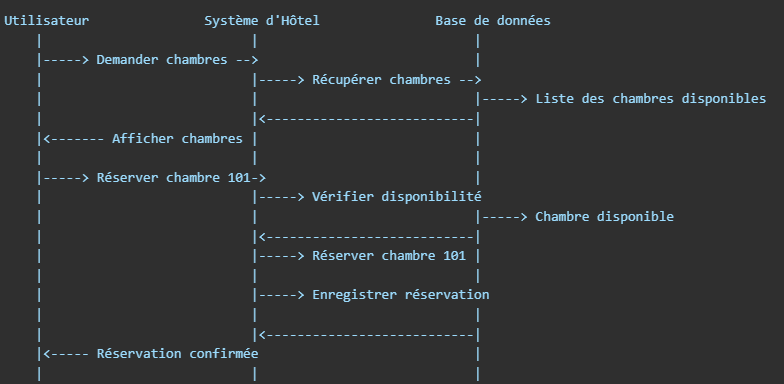 Utilisateur               Système d'Hôtel               Base de données
    |                           |                            |
    |-----> Demander chambres -->                            |
    |                           |-----> Récupérer chambres -->
    |                           |                            |-----> Liste des chambres disponibles
    |                           |<---------------------------|
    |<------- Afficher chambres |                            |
    |                           |                            |
    |-----> Réserver chambre 101->                           |
    |                           |-----> Vérifier disponibilité
    |                           |                            |-----> Chambre disponible
    |                           |<---------------------------|
    |                           |-----> Réserver chambre 101 |
    |                           |                            |
    |                           |-----> Enregistrer réservation
    |                           |                            |
    |                           |<---------------------------|
    |<----- Réservation confirmée                            |
    |                           |                            |